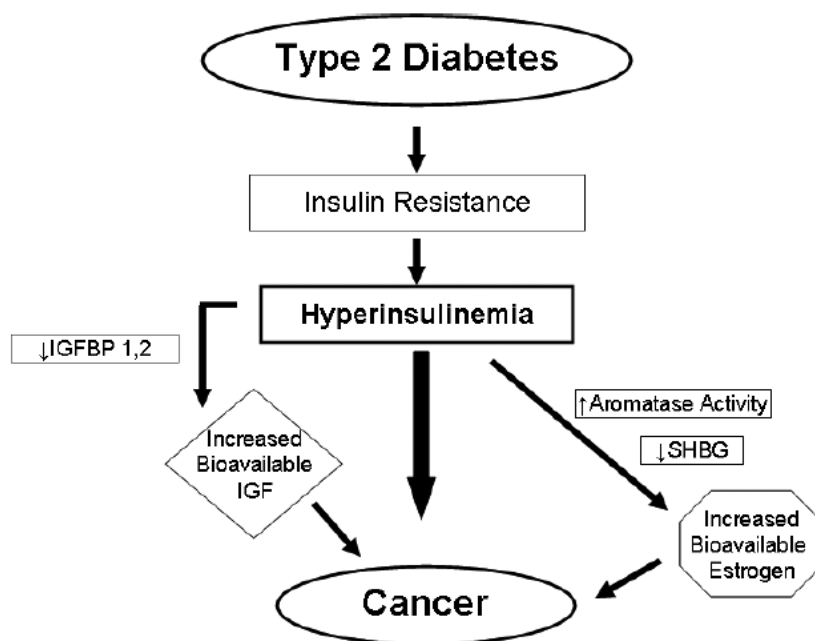 Type 2 Diabetes
Insulin Resistance
Hyperinsulinemia
↓IGFBP 1,2
↑Aromatase Activity
↓SHBG
Increased
Bioavailable
IGF
Increased
Bioavailable
Estrogen
Cancer